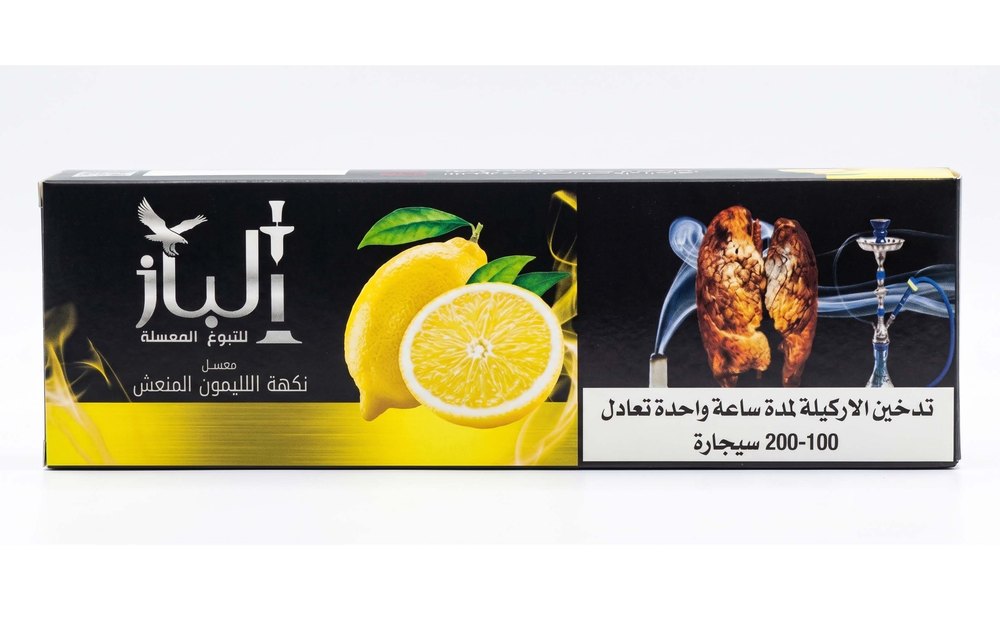 الباز
للتبوغ المعسلة
معسل
نكهة الليمون المنعش
تدخين الاركيلة لمدة ساعة واحدة تعادل
100-200 سيجارة